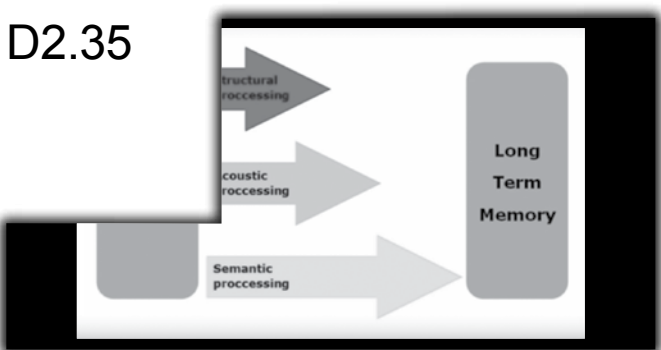 D2.35
tructural
roccessing
coustic
roccessing
Long
Term
Memory
Semantic
proccessing